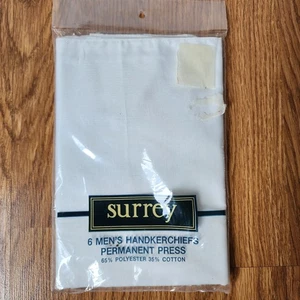 surrey
6 MEN'S HANDKERCHIEFS
PERMANENT PRESS
65% POLYESTER 35% COTTON